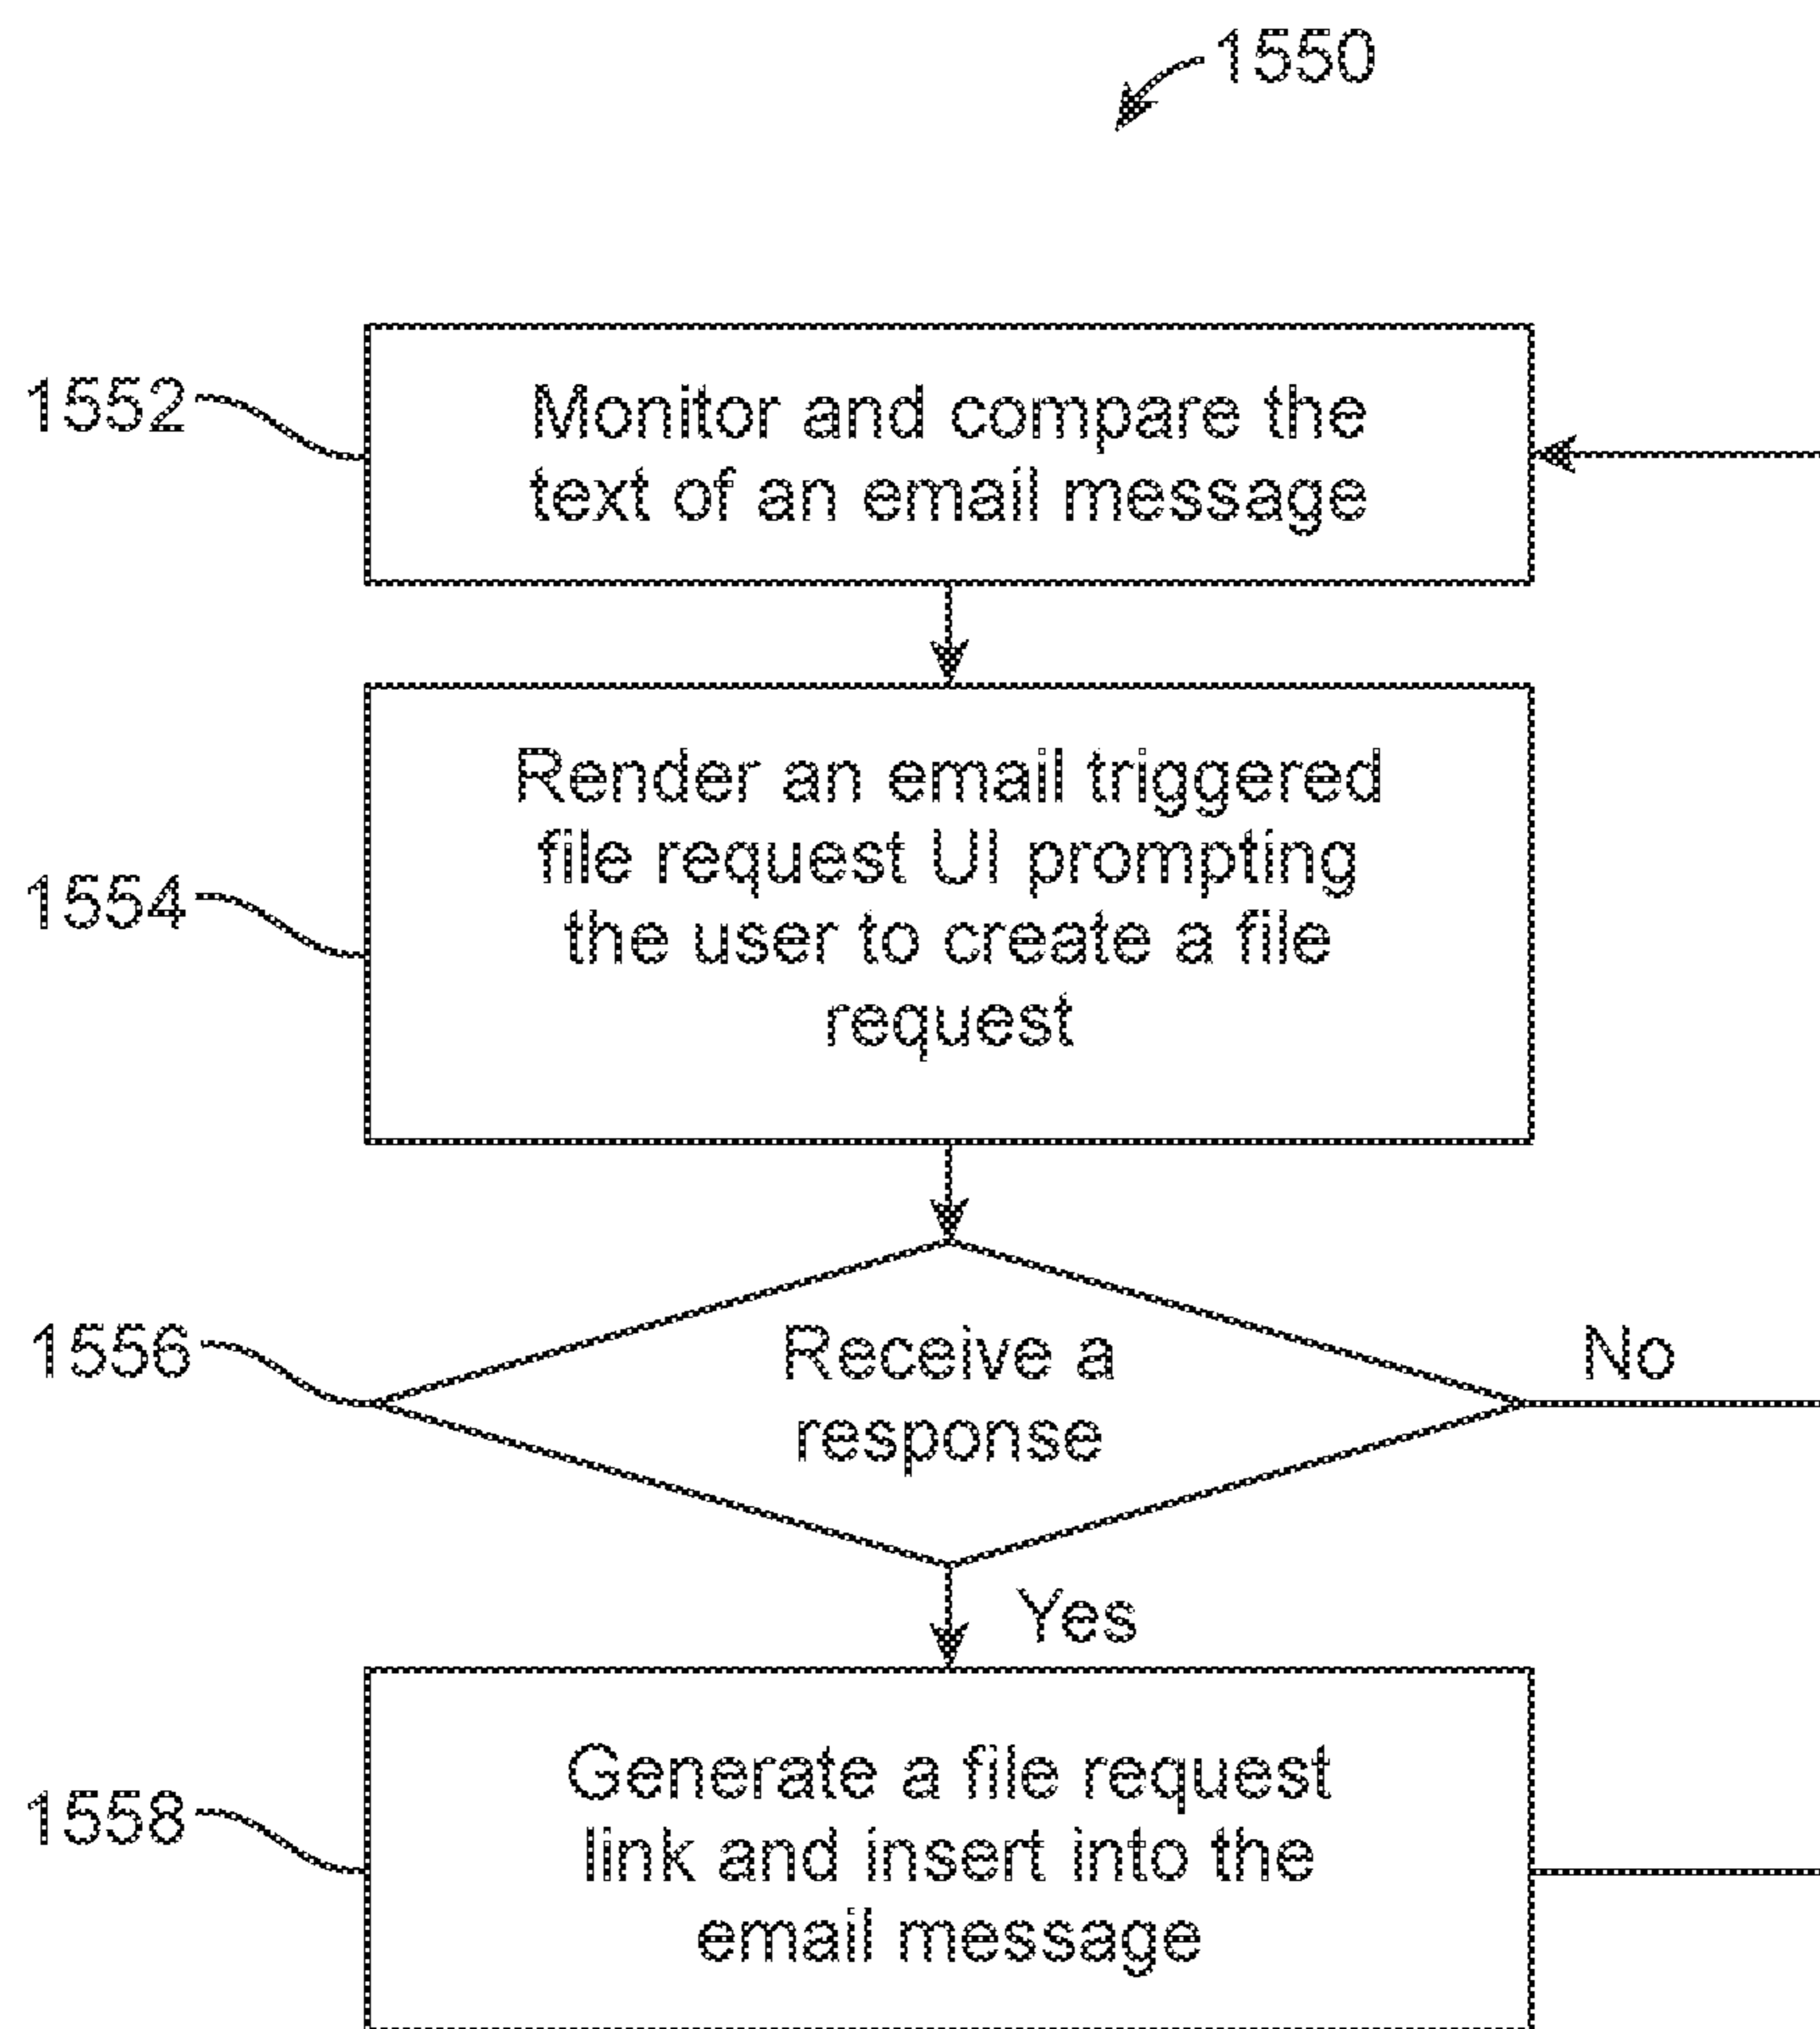 1550
1552
Monitor and compare the
text of an email message
1554
Render an email triggered
file request UI prompting
the user to create a file
request
1556
Receive a
response
No
Yes
1558
Generate a file request
link and insert into the
email message